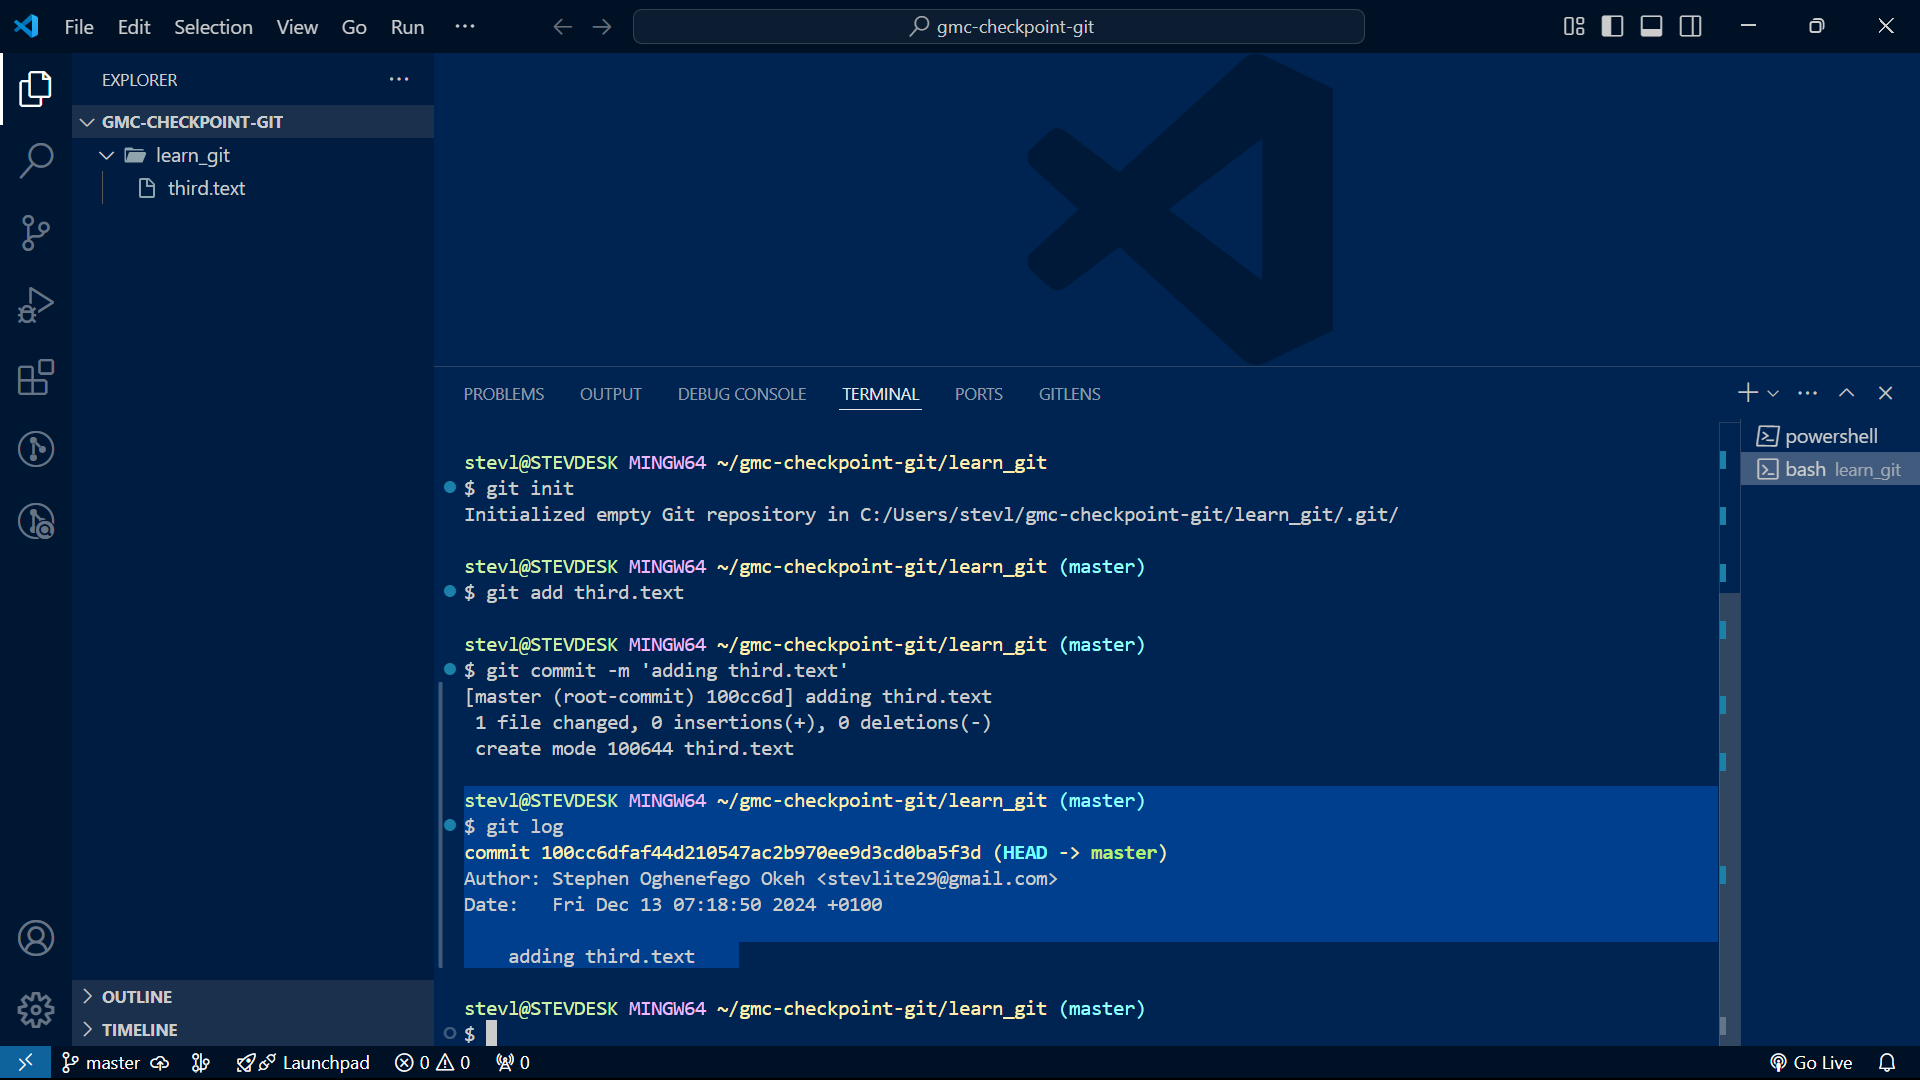 File Edit Selection View Go Run ···
gmc-checkpoint-git
EXPLORER ···
GMC-CHECKPOINT-GIT
learn_git
third.text
PROBLEMS OUTPUT DEBUG CONSOLE TERMINAL PORTS GITLENS
powershell
bash learn_git
stevl@STEVDESK MINGW64 ~/gmc-checkpoint-git/learn_git
$ git init
Initialized empty Git repository in C:/Users/stevl/gmc-checkpoint-git/learn_git/.git/
stevl@STEVDESK MINGW64 ~/gmc-checkpoint-git/learn_git (master)
$ git add third.text
stevl@STEVDESK MINGW64 ~/gmc-checkpoint-git/learn_git (master)
$ git commit -m 'adding third.text'
[master (root-commit) 100cc6d] adding third.text
1 file changed, 0 insertions(+), 0 deletions(-)
create mode 100644 third.text
stevl@STEVDESK MINGW64 ~/gmc-checkpoint-git/learn_git (master)
$ git log
commit 100cc6dfaf44d210547ac2b970ee9d3cd0ba5f3d (HEAD -> master)
Author: Stephen Oghenefego Okeh <stevlite29@gmail.com>
Date:   Fri Dec 13 07:18:50 2024 +0100
adding third.text
stevl@STEVDESK MINGW64 ~/gmc-checkpoint-git/learn_git (master)
$
OUTLINE
TIMELINE
master Launchpad 0 0 0 Go Live